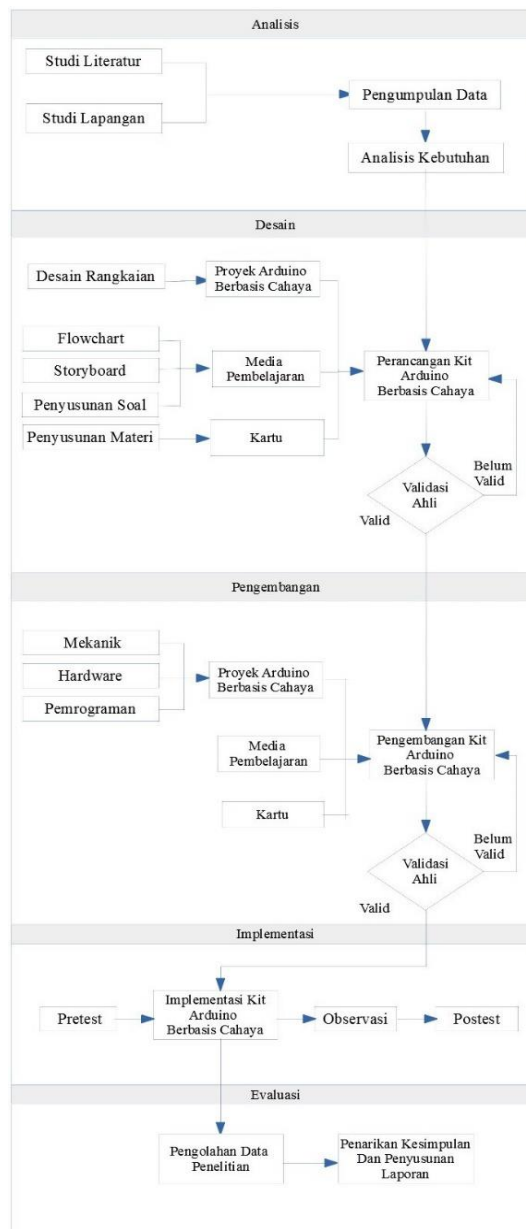 Analisis
Studi Literatur
Studi Lapangan
Pengumpulan Data
Analisis Kebutuhan
Desain
Desain Rangkaian
Proyek Arduino
Berbasis Cahaya
Flowchart
Storyboard
Penyusunan Soal
Media
Pembelajaran
Penyusunan Materi
Kartu
Perancangan Kit
Arduino
Berbasis Cahaya
Validasi
Ahli
Belum
Valid
Valid
Pengembangan
Mekanik
Hardware
Pemrograman
Proyek Arduino
Berbasis Cahaya
Media
Pembelajaran
Kartu
Pengembangan Kit
Arduino
Berbasis Cahaya
Validasi
Ahli
Belum
Valid
Valid
Implementasi
Pretest
Implementasi Kit
Arduino
Berbasis Cahaya
Observasi
Postest
Evaluasi
Pengolahan Data
Penelitian
Penarikan Kesimpulan
Dan Penyusunan
Laporan